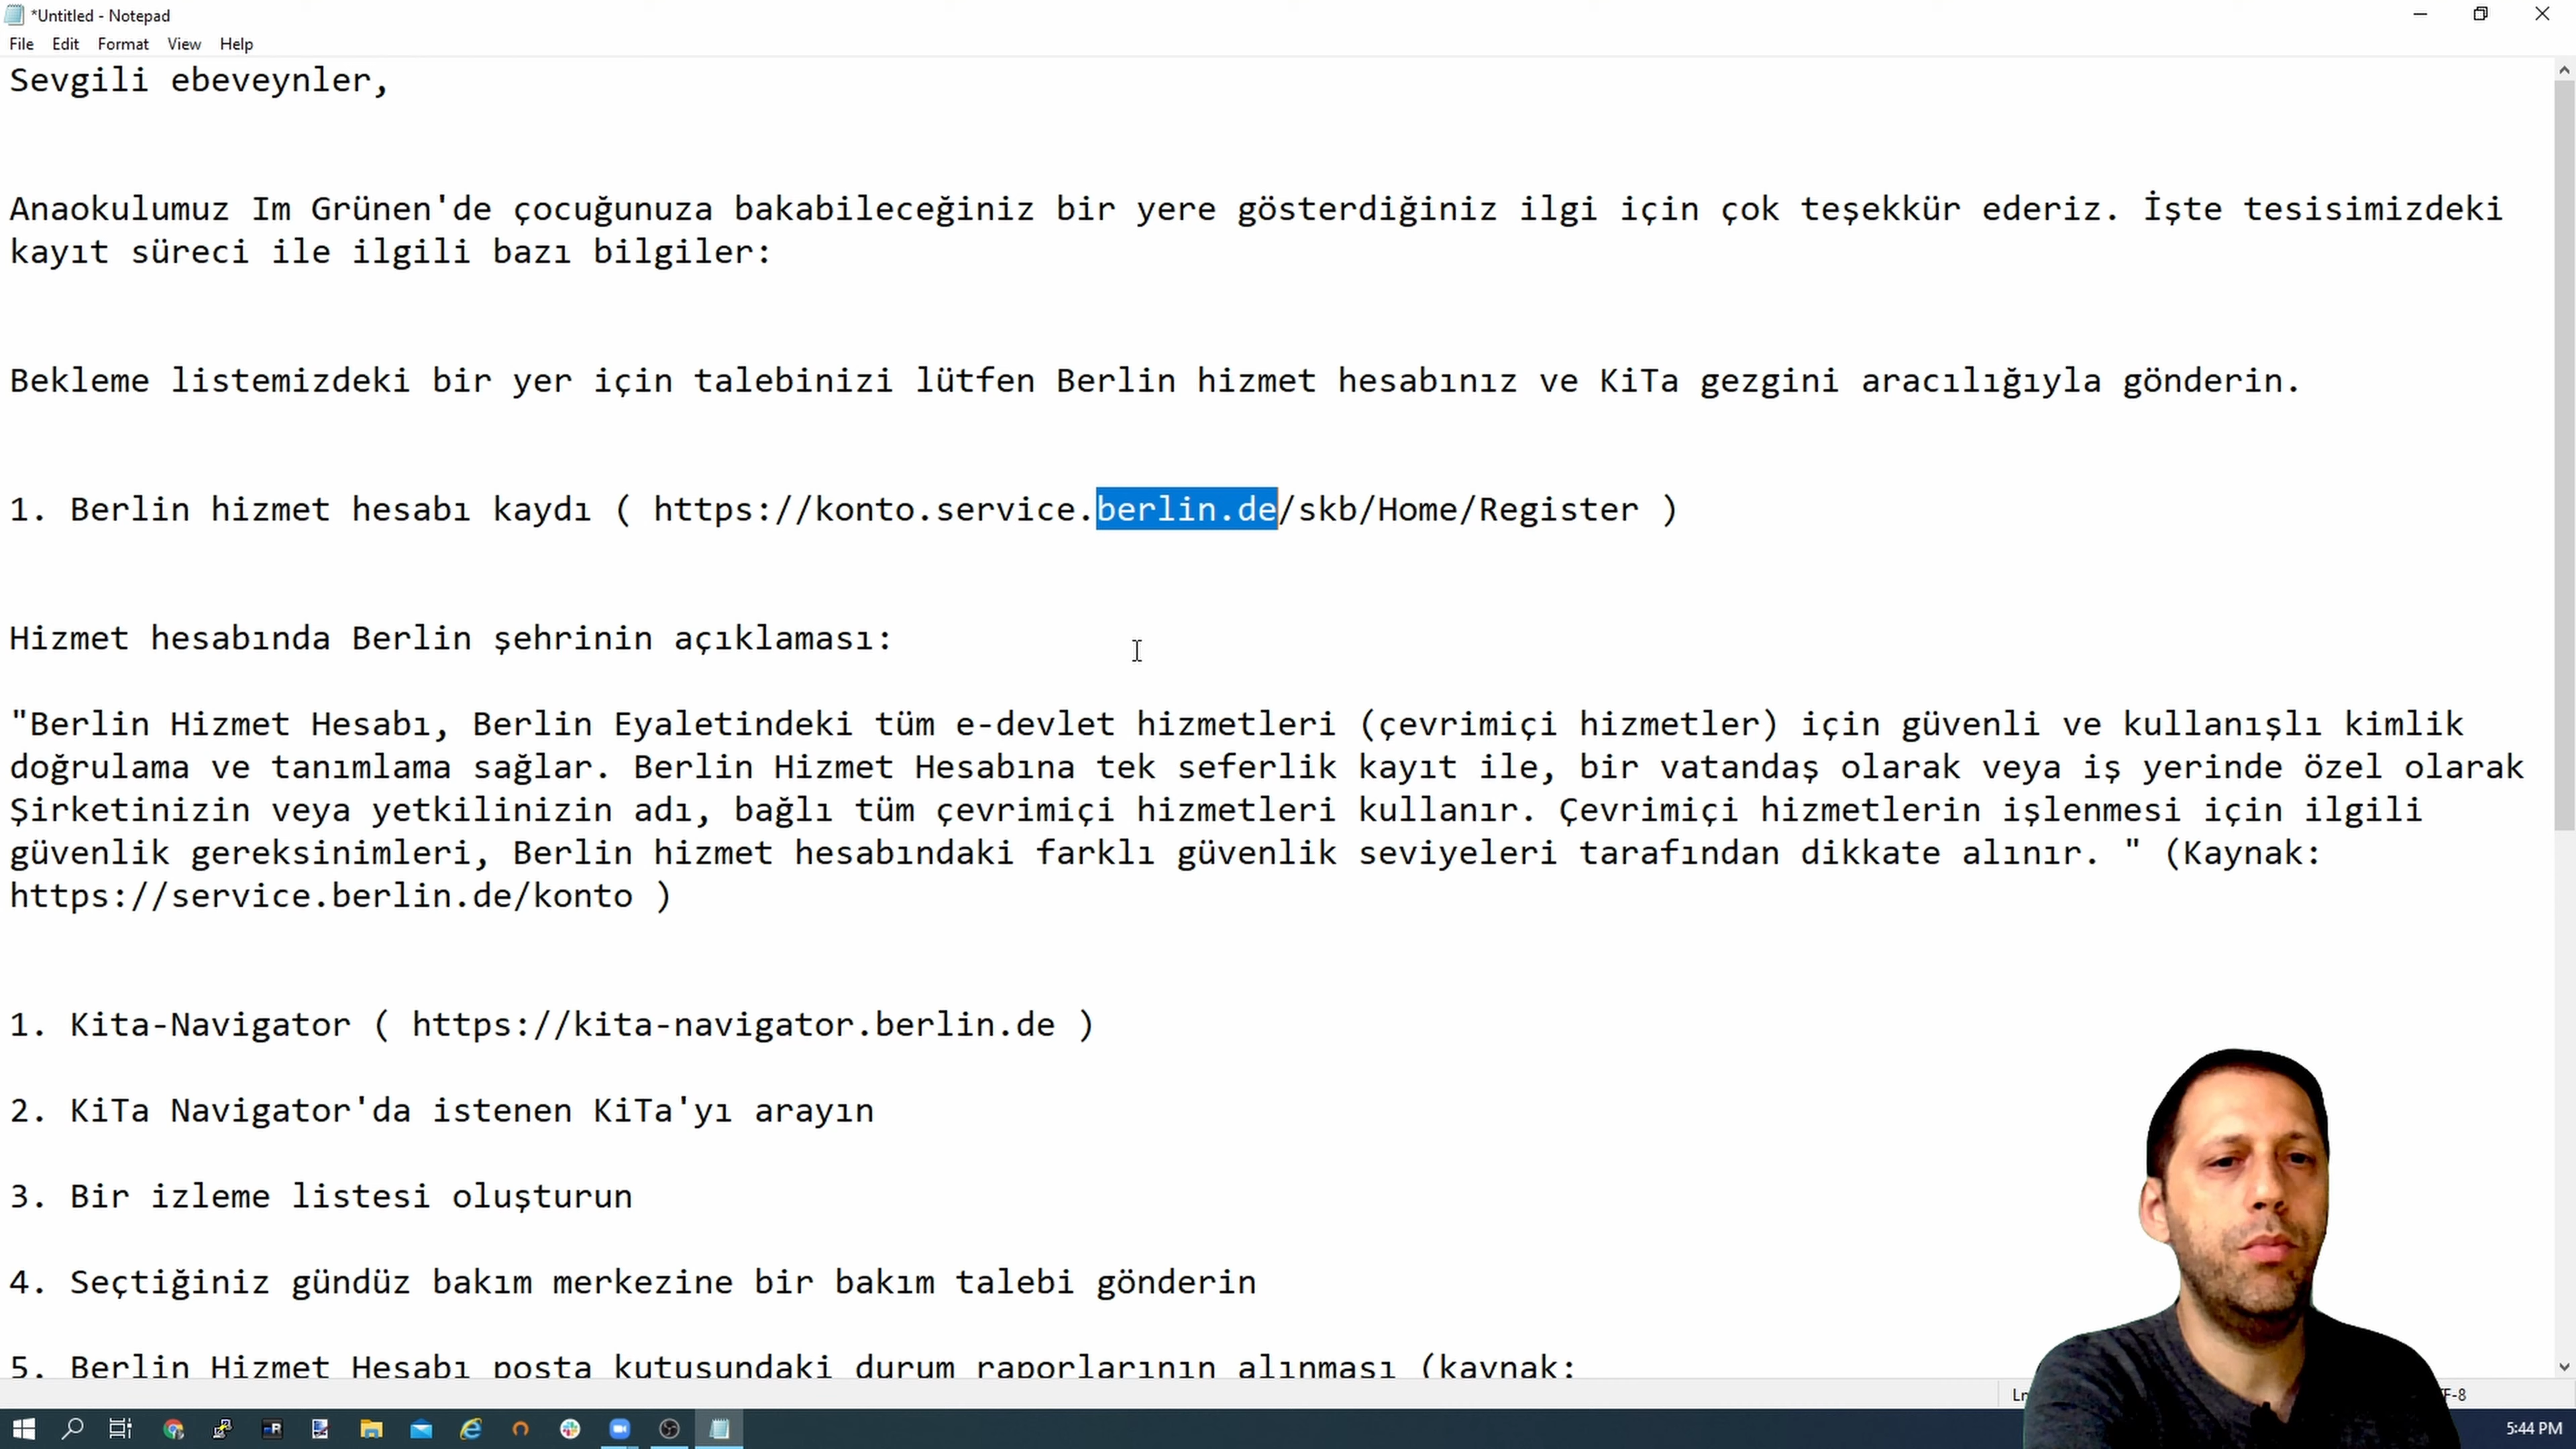 *Untitled - Notepad
File Edit Format View Help
Sevgili ebeveynler,
Anaokulumuz Im Grünen'de çocuğunuza bakabileceğiniz bir yere gösterdiğiniz ilgi için çok teşekkür ederiz. İşte tesisimizdeki
kayıt süreci ile ilgili bazı bilgiler:
Bekleme listemizdeki bir yer için talebinizi lütfen Berlin hizmet hesabınız ve KiTa gezgini aracılığıyla gönderin.
1. Berlin hizmet hesabı kaydı ( https://konto.service.berlin.de/skb/Home/Register )
Hizmet hesabında Berlin şehrinin açıklaması:
"Berlin Hizmet Hesabı, Berlin Eyaletindeki tüm e-devlet hizmetleri (çevrimiçi hizmetler) için güvenli ve kullanışlı kimlik
doğrulama ve tanımlama sağlar. Berlin Hizmet Hesabına tek seferlik kayıt ile, bir vatandaş olarak veya iş yerinde özel olarak
Şirketinizin veya yetkilinizin adı, bağlı tüm çevrimiçi hizmetleri kullanır. Çevrimiçi hizmetlerin işlenmesi için ilgili
güvenlik gereksinimleri, Berlin hizmet hesabındaki farklı güvenlik seviyeleri tarafından dikkate alınır. " (Kaynak:
https://service.berlin.de/konto )
1. Kita-Navigator ( https://kita-navigator.berlin.de )
2. KiTa Navigator'da istenen KiTa'yı arayın
3. Bir izleme listesi oluşturun
4. Seçtiğiniz gündüz bakım merkezine bir bakım talebi gönderin
5. Berlin Hizmet Hesabı posta kutusundaki durum raporlarının alınması (kaynak:
Ln
F-8
5:44 PM